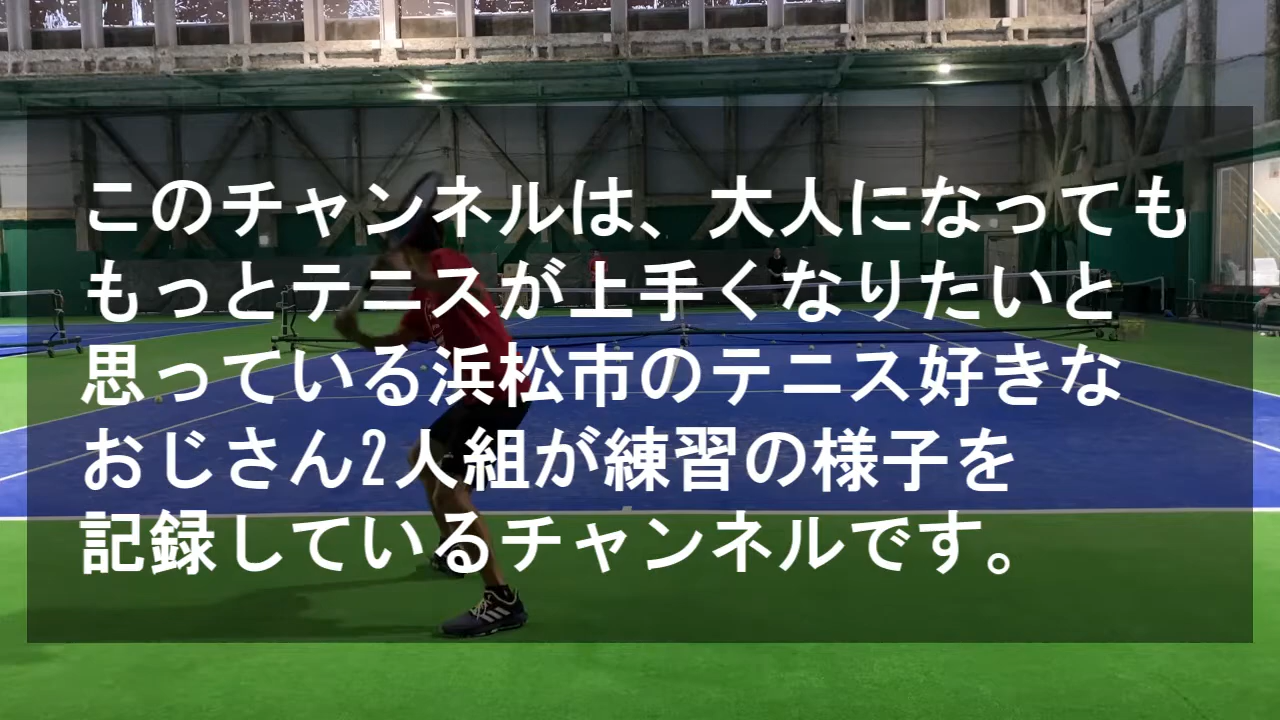 このチャンネルは、大人になっても
もっとテニスが上手くなりたいと
思っている浜松市のテニス好きな
おじさん2人組が練習の様子を
記録しているチャンネルです。